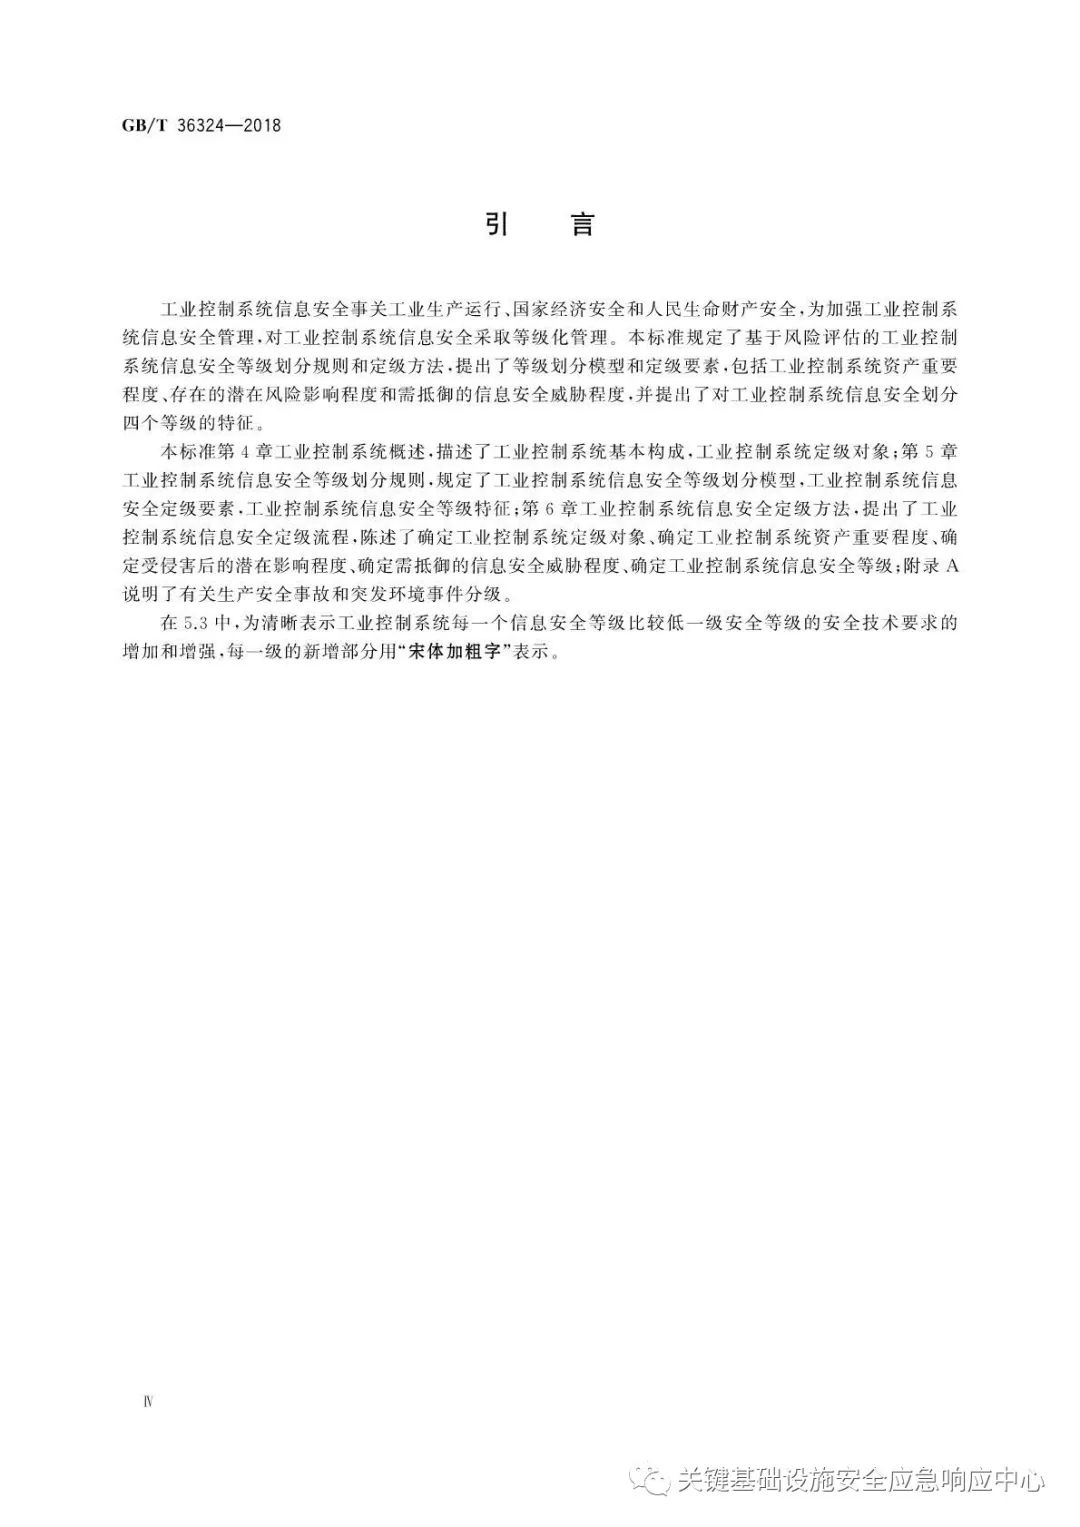 GB/T 36324—2018
引 言
工业控制系统信息安全事关工业生产运行、国家经济安全和人民生命财产安全,为加强工业控制系
统信息安全管理,对工业控制系统信息安全采取等级化管理。本标准规定了基于风险评估的工业控制
系统信息安全等级划分规则和定级方法,提出了等级划分模型和定级要素,包括工业控制系统资产重要
程度、存在的潜在风险影响程度和需抵御的信息安全威胁程度,并提出了对工业控制系统信息安全划分
四个等级的特征。
本标准第 4 章工业控制系统概述,描述了工业控制系统基本构成,工业控制系统定级对象;第 5 章
工业控制系统信息安全等级划分规则,规定了工业控制系统信息安全等级划分模型,工业控制系统信息
安全定级要素,工业控制系统信息安全等级特征;第 6 章工业控制系统信息安全定级方法,提出了工业
控制系统信息安全定级流程,陈述了确定工业控制系统定级对象、确定工业控制系统资产重要程度、确
定受侵害后的潜在影响程度、确定需抵御的信息安全威胁程度、确定工业控制系统信息安全等级;附录 A
说明了有关生产安全事故和突发环境事件分级。
在 5.3 中,为清晰表示工业控制系统每一个信息安全等级比较低一级安全等级的安全技术要求的
增加和增强,每一级的新增部分用“宋体加粗字”表示。
Ⅳ
关键基础设施安全应急响应中心